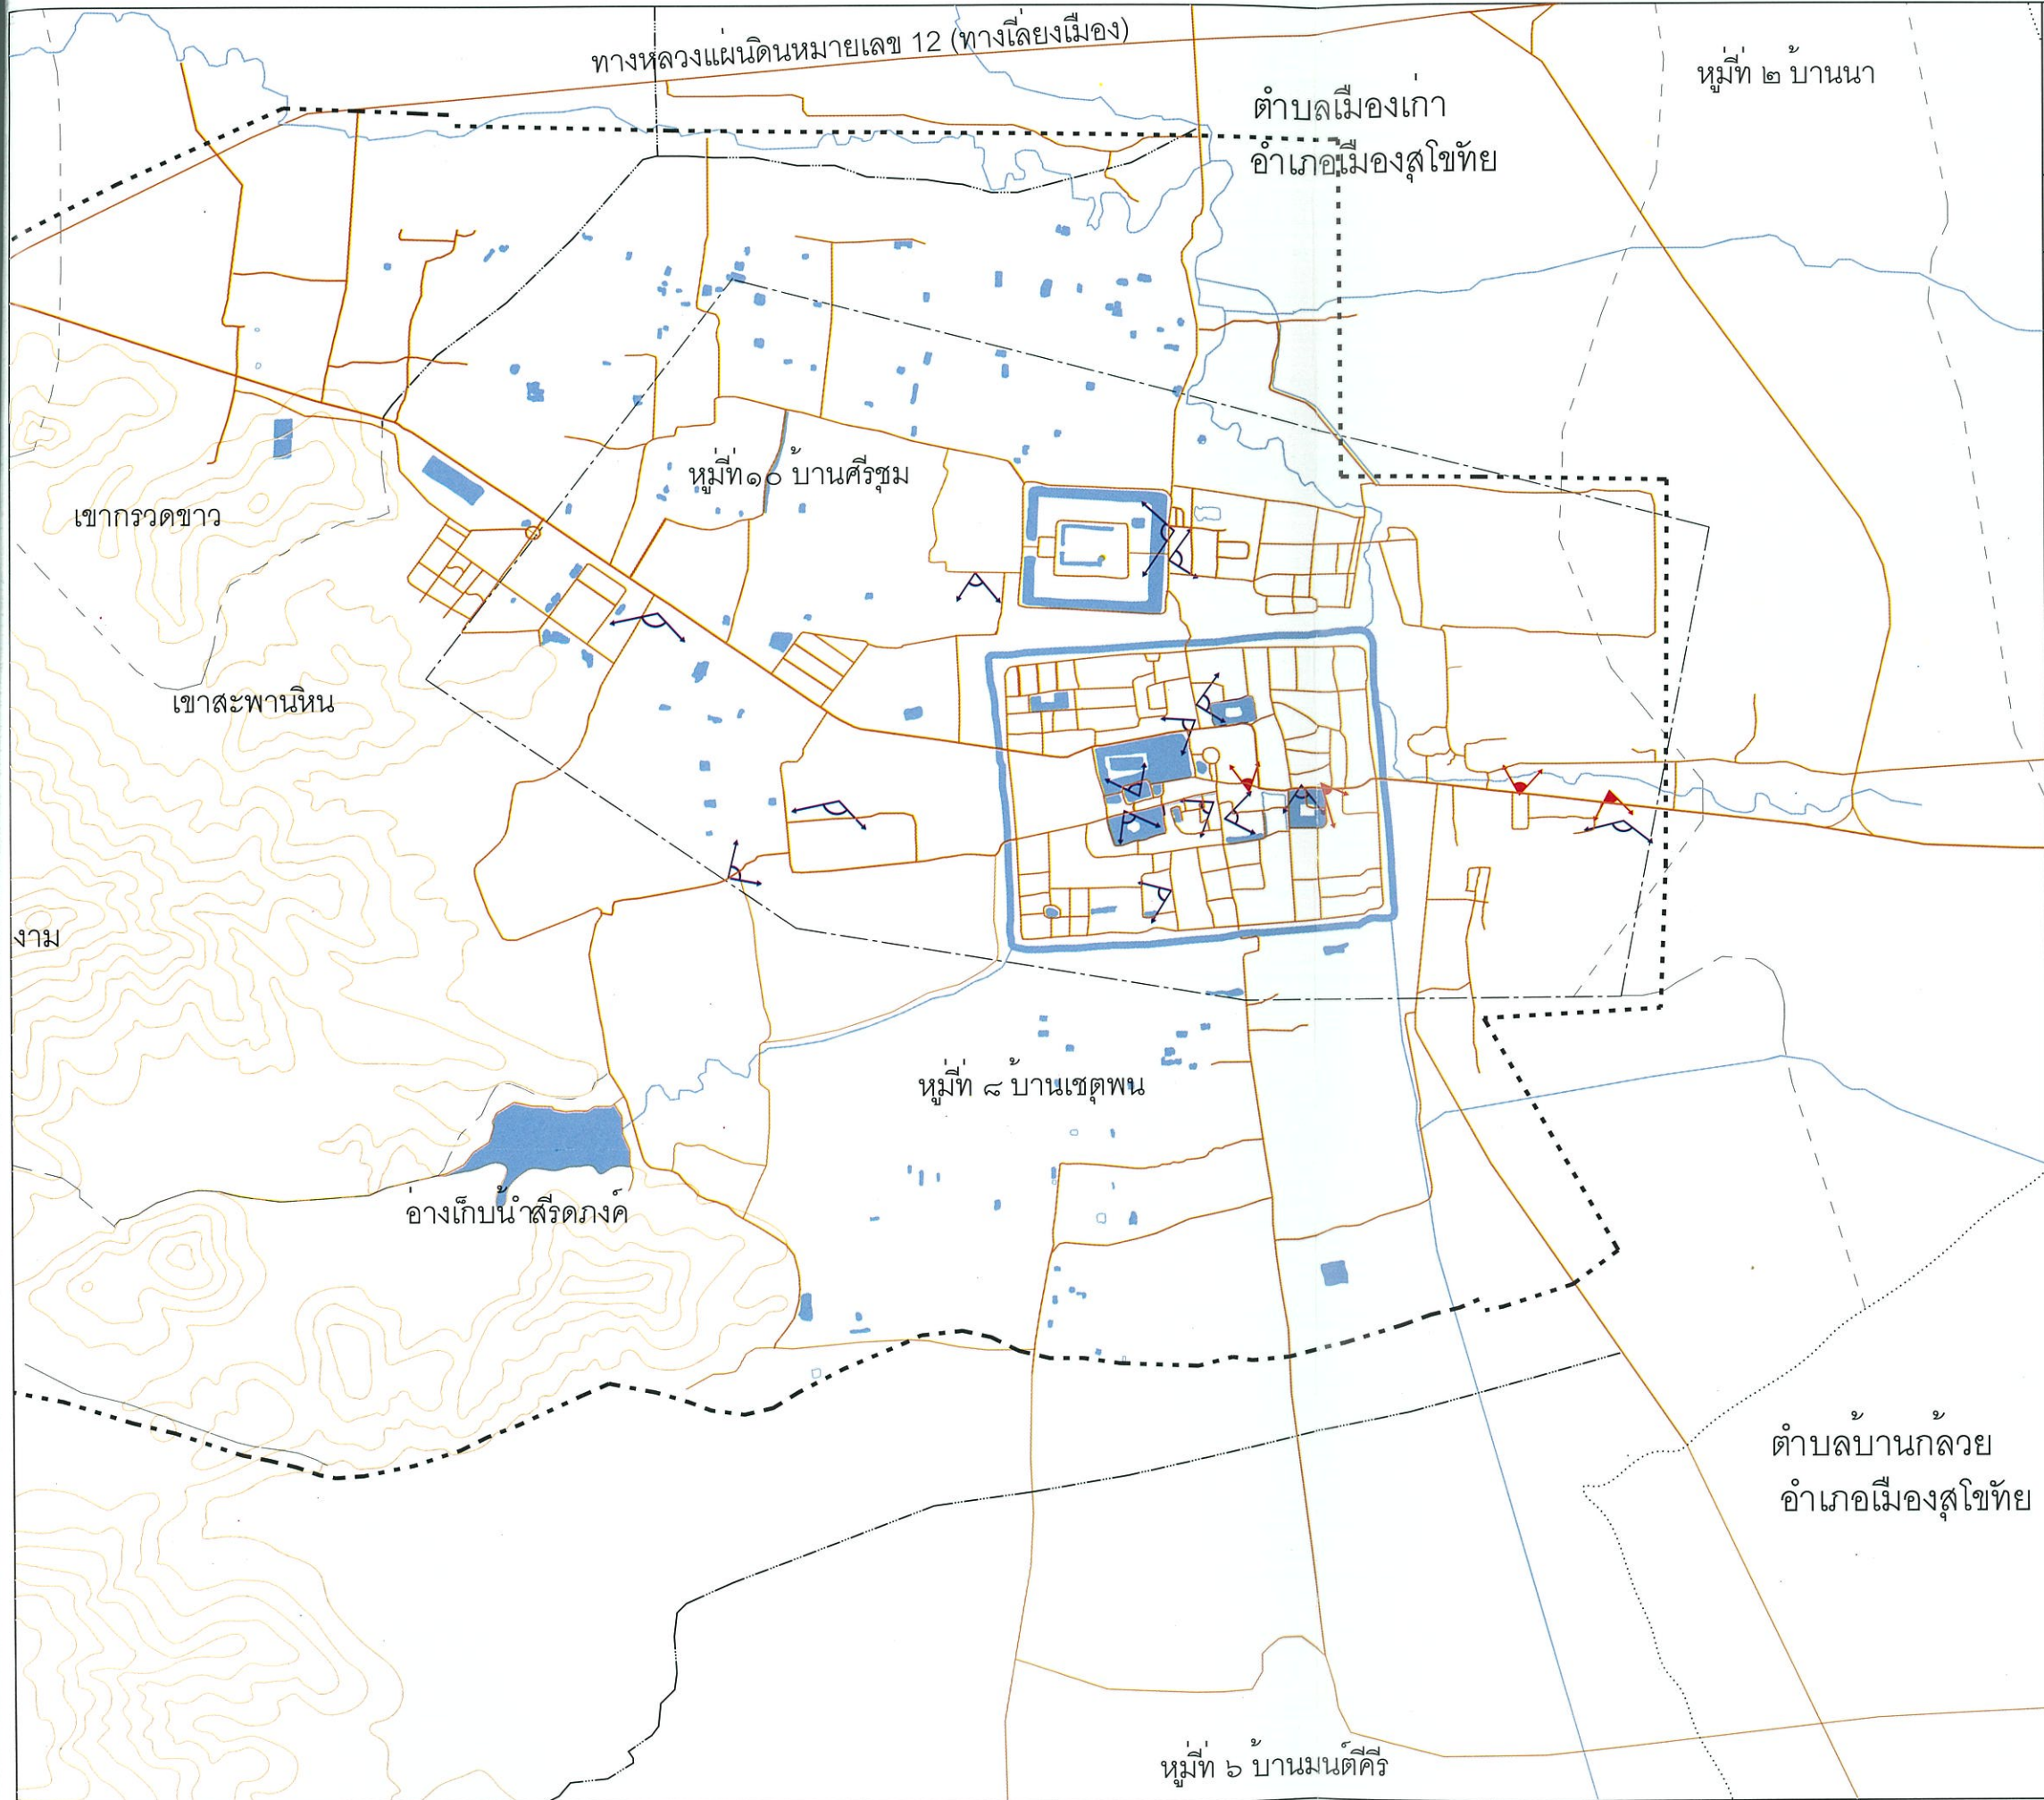 ทางหลวงแผ่นดินหมายเลข 12 (ทางเลี่ยงเมือง)
หมู่ที่ ๒ บ้านนา
ตำบลเมืองเก่า
อำเภอเมืองสุโขทัย
หมู่ที่ ๑๐ บ้านศรีชุม
เขากรวดขาว
เขาสะพานหิน
งาม
หมู่ที่ ๘ บ้านเชตุพน
อ่างเก็บน้ำสรีดภงค์
ตำบลบ้านกล้วย
อำเภอเมืองสุโขทัย
หมู่ที่ ๖ บ้านมนต์คีรี